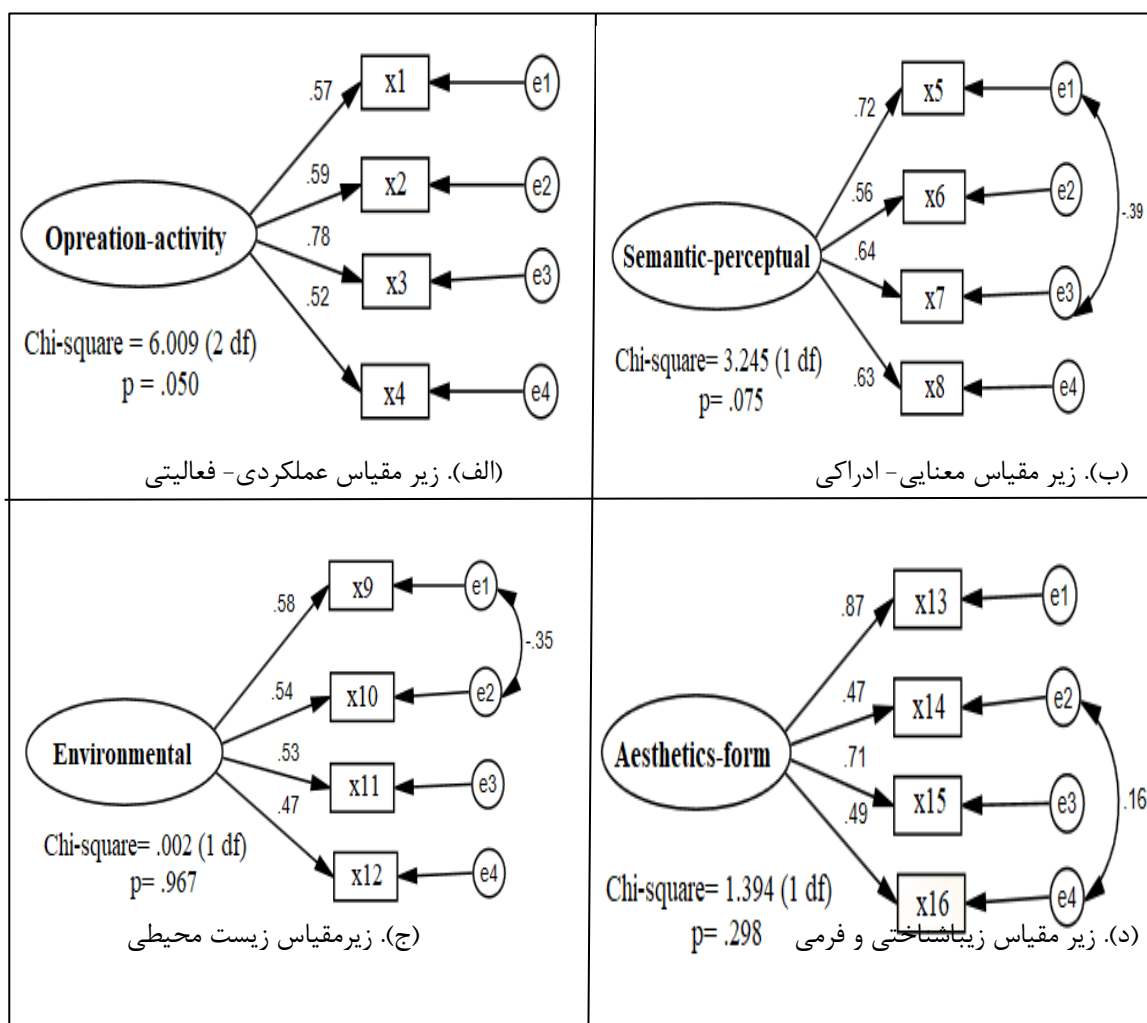 .57
x1
e1
.59
x2
e2
Opreation-activity
.78
x3
e3
.52
Chi-square = 6.009 (2 df)
p = .050
x4
e4
(الف). زیر مقیاس عملکردی- فعالیتی
.72
x5
e1
.56
x6
e2
-.39
Semantic-perceptual
.64
x7
e3
Chi-square= 3.245 (1 df)
p= .075
.63
x8
e4
(ب). زیر مقیاس معنایی- ادراکی
.58
x9
e1
-.35
.54
x10
e2
Environmental
.53
x11
e3
.47
Chi-square= .002 (1 df)
p= .967
x12
e4
(ج). زیرمقیاس زیست محیطی
.87
x13
e1
.47
x14
e2
Aesthetics-form
.71
x15
e3
.16
.49
Chi-square= 1.394 (1 df)
p= .298
x16
e4
(د). زیر مقیاس زیباشناختی و فرمی